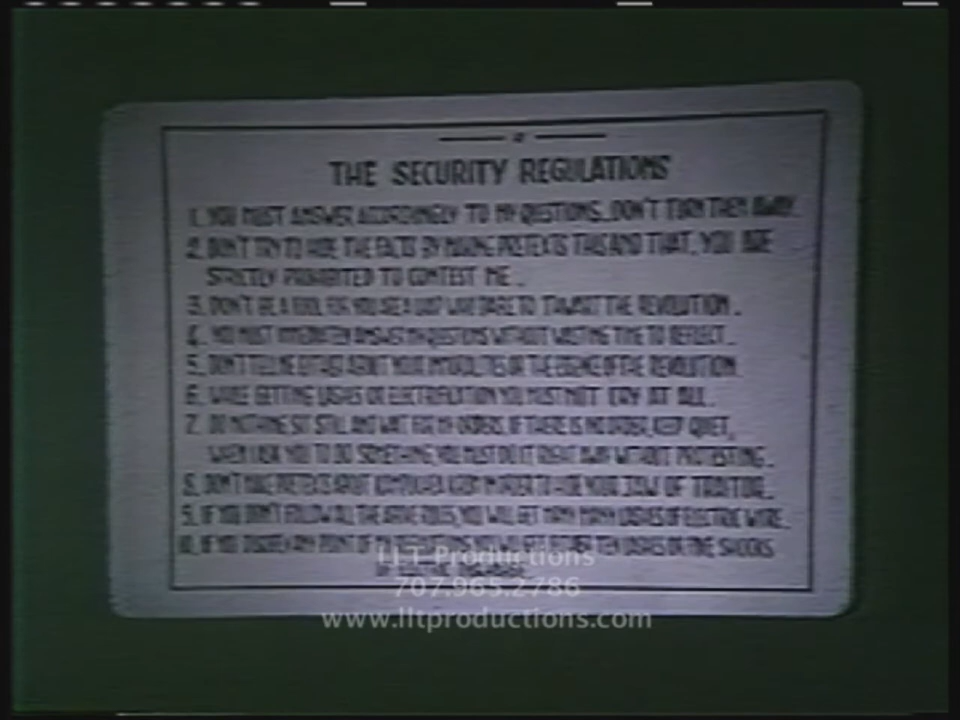 THE SECURITY REGULATIONS
1. YOU MUST ANSWER ACCORDINGLY TO MY QESTIONS. DON'T TURN THEM AWAY.
2. DON'T TRY TO HIDE THE FACTS BY MAKING PRETEXTS THIS AND THAT. YOU ARE
STRICTLY PROHIBITED TO CONTEST ME.
3. DON'T BE A FOOL FOR YOU ARE A WHO DARE TO THWART THE REVOLUTION.
4. YOU MUST IMMEDIATELY ANSWER MY QESTIONS WITHOUT WASTING TIME TO REFLECT.
5. DON'T TELL ME EITHER ABOUT YOUR IMMORALITIES OR THE ESSENCE OF THE REVOLUTION.
6. WHILE GETTING LASHES OR ELECTRIFICATION YOU MUST NOT CRY AT ALL.
7. DO NOTHING, SIT STILL AND WAIT FOR MY ORDERS. IF THERE IS NO ORDER, KEEP QUIET.
WHEN I ASK YOU TO DO SOMETHING, YOU MUST DO IT RIGHT AWAY WITHOUT PROTESTING.
8. DON'T MAKE PRETEXTS ABOUT KAMPUCHEA KROM IN ORDER TO HIDE YOUR JAW OF TRAITOR.
9. IF YOU DON'T FOLLOW ALL THE ABOVE RULES, YOU WILL GET MANY MANY LASHES OF ELECTRIC WIRE.
10. IF YOU DISOBEY ANY POINT OF MY REGULATIONS YOU WILL GET EITHER TEN LASHES OR FIVE SHOCKS
OF ELECTRIC DISCHARGE.
LLT Productions
707.965.2786
www.lltproductions.com